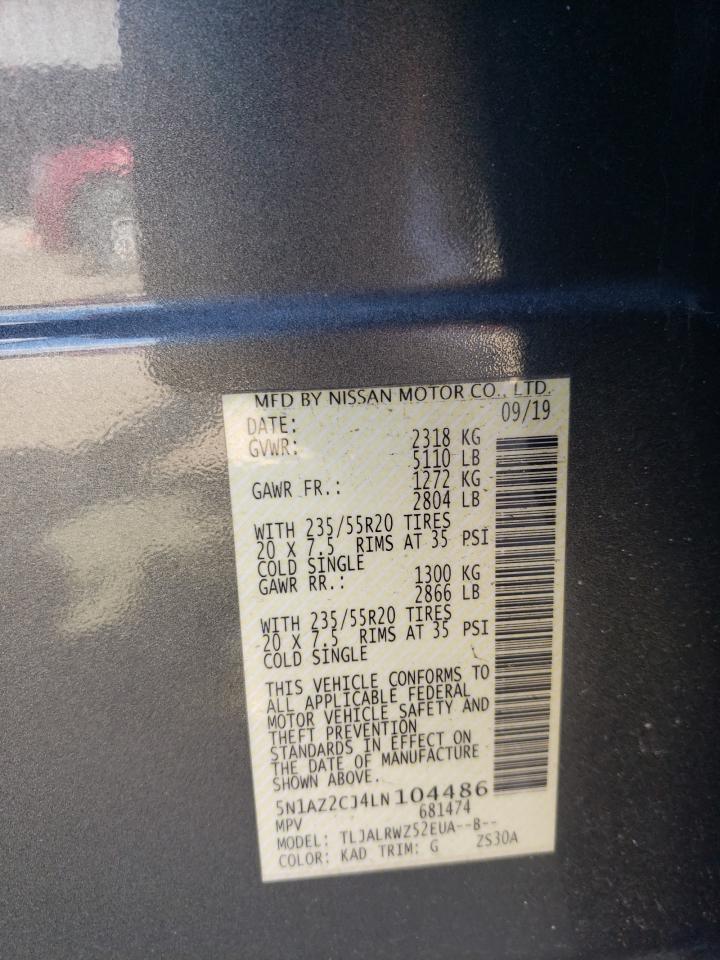 MFD BY NISSAN MOTOR CO., LTD.
DATE: 09/19
GVWR: 2318 KG
5110 LB
GAWR FR.: 1272 KG
2804 LB
WITH 235/55R20 TIRES
20 X 7.5 RIMS AT 35 PSI
COLD SINGLE
GAWR RR.: 1300 KG
2866 LB
WITH 235/55R20 TIRES
20 X 7.5 RIMS AT 35 PSI
COLD SINGLE
THIS VEHICLE CONFORMS TO
ALL APPLICABLE FEDERAL
MOTOR VEHICLE SAFETY AND
THEFT PREVENTION
STANDARDS IN EFFECT ON
THE DATE OF MANUFACTURE
SHOWN ABOVE.
5N1AZ2CJ4LN104486
MPV 681474
MODEL: TLJALRWZ52EUA--B--
COLOR: KAD TRIM: G ZS30A